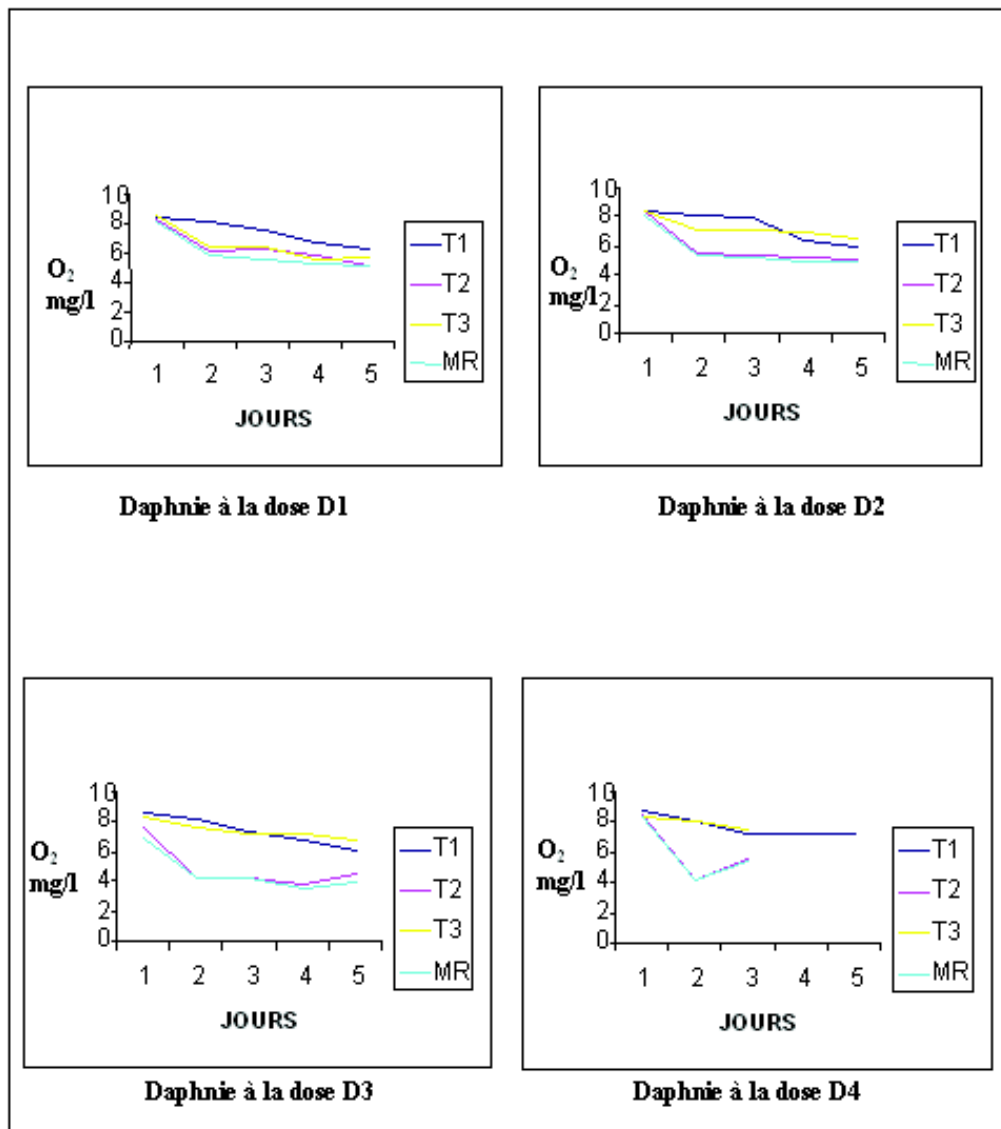 10
8
6
4
2
0
O₂
mg/l
1 2 3 4 5
JOURS
T1
T2
T3
MR
Daphnie à la dose D1
10
8
6
4
2
0
O₂
mg/l
1 2 3 4 5
JOURS
T1
T2
T3
MR
Daphnie à la dose D2
10
8
6
4
2
0
O₂
mg/l
1 2 3 4 5
JOURS
T1
T2
T3
MR
Daphnie à la dose D3
10
8
6
4
2
0
O₂
mg/l
1 2 3 4 5
JOURS
T1
T2
T3
MR
Daphnie à la dose D4